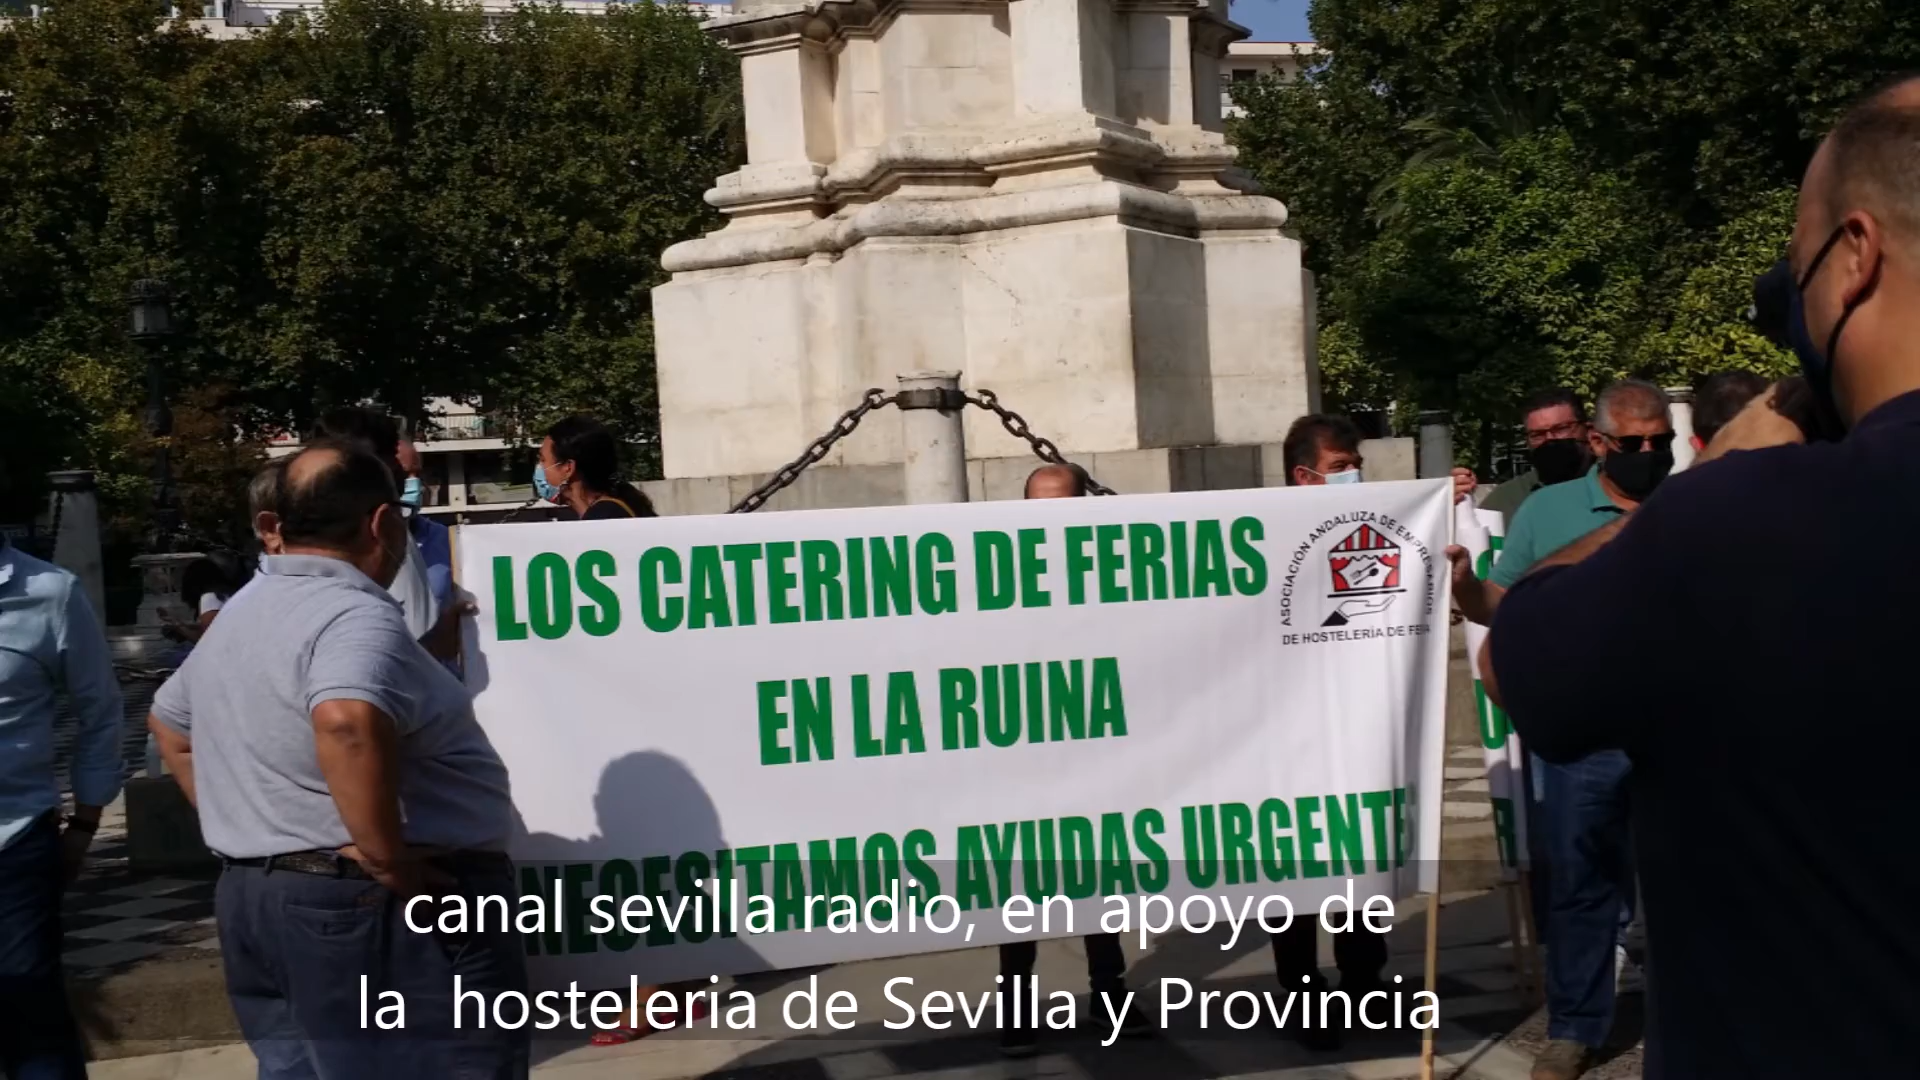 LOS CATERING DE FERIAS
EN LA RUINA
NECESITAMOS AYUDAS URGENTE
ASOCIACIÓN ANDALUZA DE EMPRESARIOS
DE HOSTELERÍA DE FERIA
canal sevilla radio, en apoyo de
la hosteleria de Sevilla y Provincia